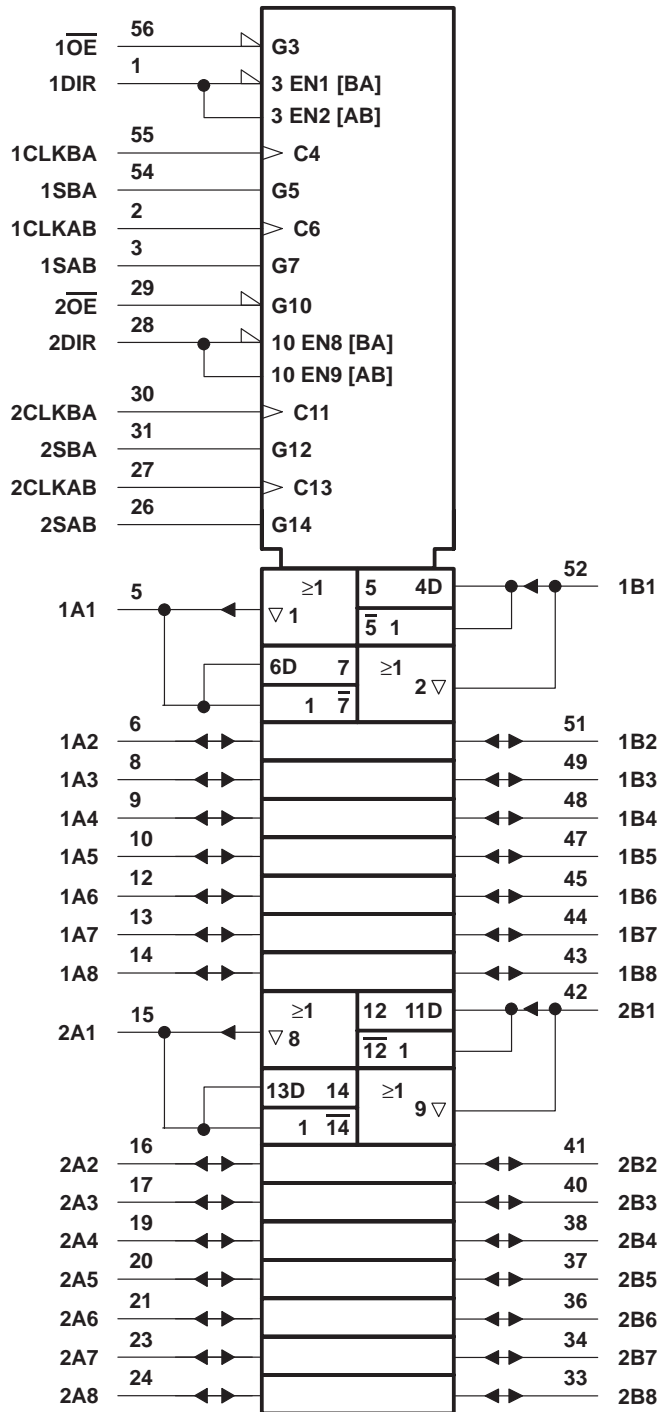 56
1O̅E̅ G3
1
1DIR 3 EN1 [BA]
3 EN2 [AB]
55
1CLKBA C4
54
1SBA G5
2
1CLKAB C6
3
1SAB G7
29
2O̅E̅ G10
28
2DIR 10 EN8 [BA]
10 EN9 [AB]
30
2CLKBA C11
31
2SBA G12
27
2CLKAB C13
26
2SAB G14
5 ≥1 5 4D 52
1A1 ▽ 1 5̅ 1 1B1
6D 7 ≥1
1 7̅ 2 ▽
6 51
1A2 1B2
8 49
1A3 1B3
9 48
1A4 1B4
10 47
1A5 1B5
12 45
1A6 1B6
13 44
1A7 1B7
14 43
1A8 1B8
15 ≥1 12 11D 42
2A1 ▽ 8 1̅2̅ 1 2B1
13D 14 ≥1
1 1̅4̅ 9 ▽
16 41
2A2 2B2
17 40
2A3 2B3
19 38
2A4 2B4
20 37
2A5 2B5
21 36
2A6 2B6
23 34
2A7 2B7
24 33
2A8 2B8